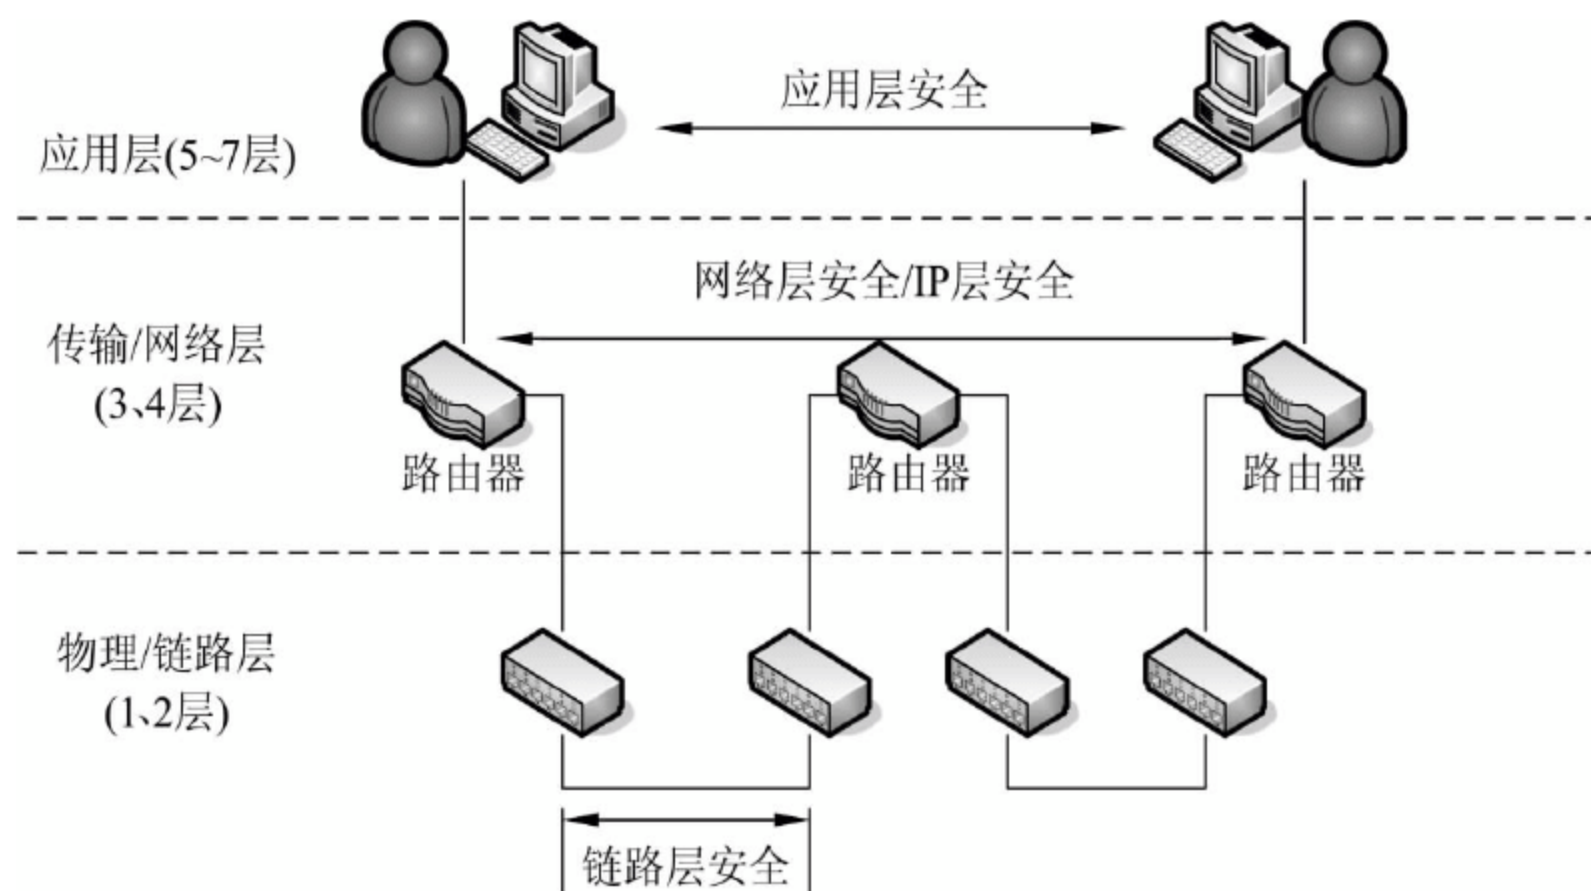 应用层安全
应用层(5~7层)
网络层安全/IP层安全
传输/网络层
(3、4层)
路由器
路由器
路由器
物理/链路层
(1、2层)
链路层安全